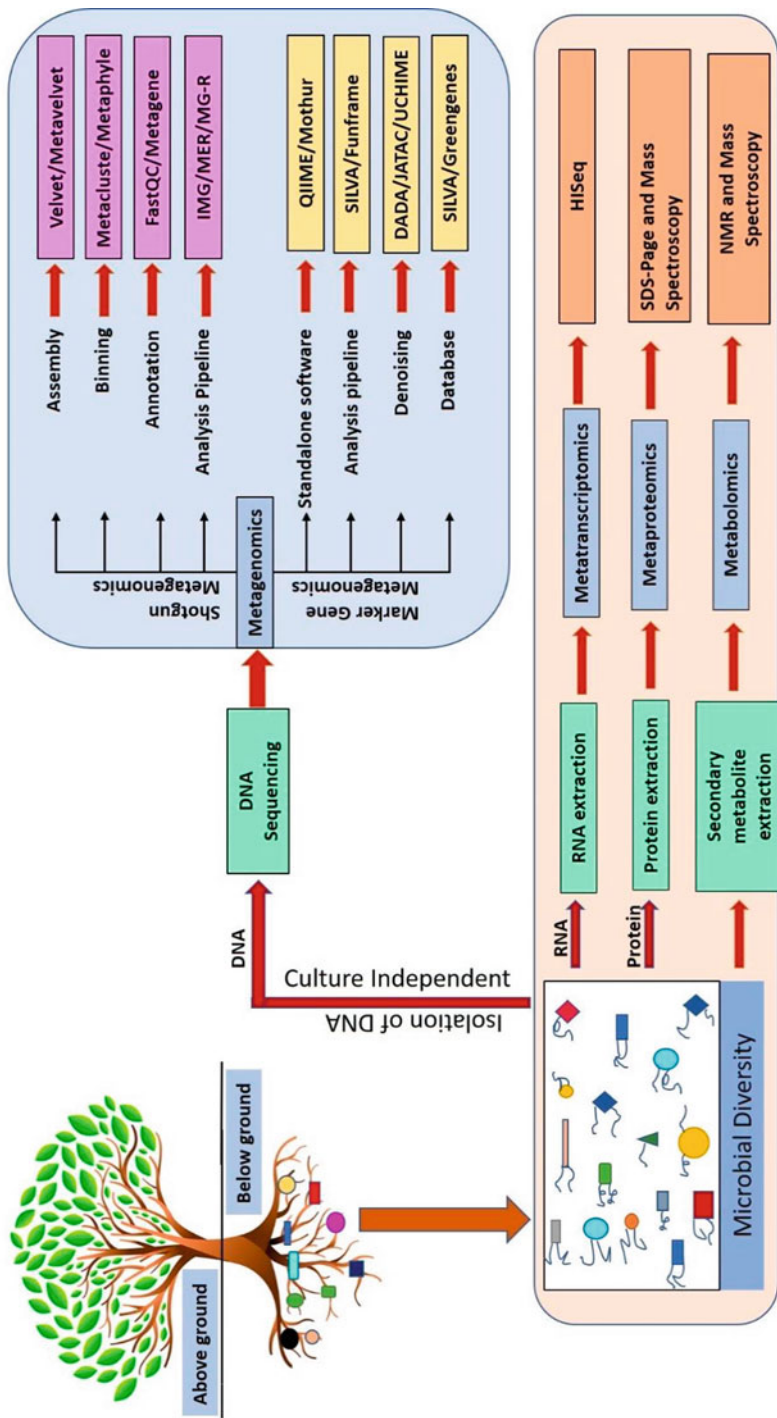 Above ground
Below ground
Microbial Diversity
Culture Independent
Isolation of DNA
DNA
DNA
Sequencing
Metagenomics
Shotgun
Metagenomics
Assembly
Velvet/Metavelvet
Binning
Metacluste/Metaphyle
Annotation
FastQC/Metagene
Analysis Pipeline
IMG/MER/MG-R
Marker Gene
Metagenomics
Standalone software
QIIME/Mothur
Analysis pipeline
SILVA/Funframe
Denoising
DADA/JATAC/UCHIME
Database
SILVA/Greengenes
RNA
RNA extraction
Metatranscriptomics
HISeq
Protein
Protein extraction
Metaproteomics
SDS-Page and Mass
Spectroscopy
Secondary
metabolite
extraction
Metabolomics
NMR and Mass
Spectroscopy